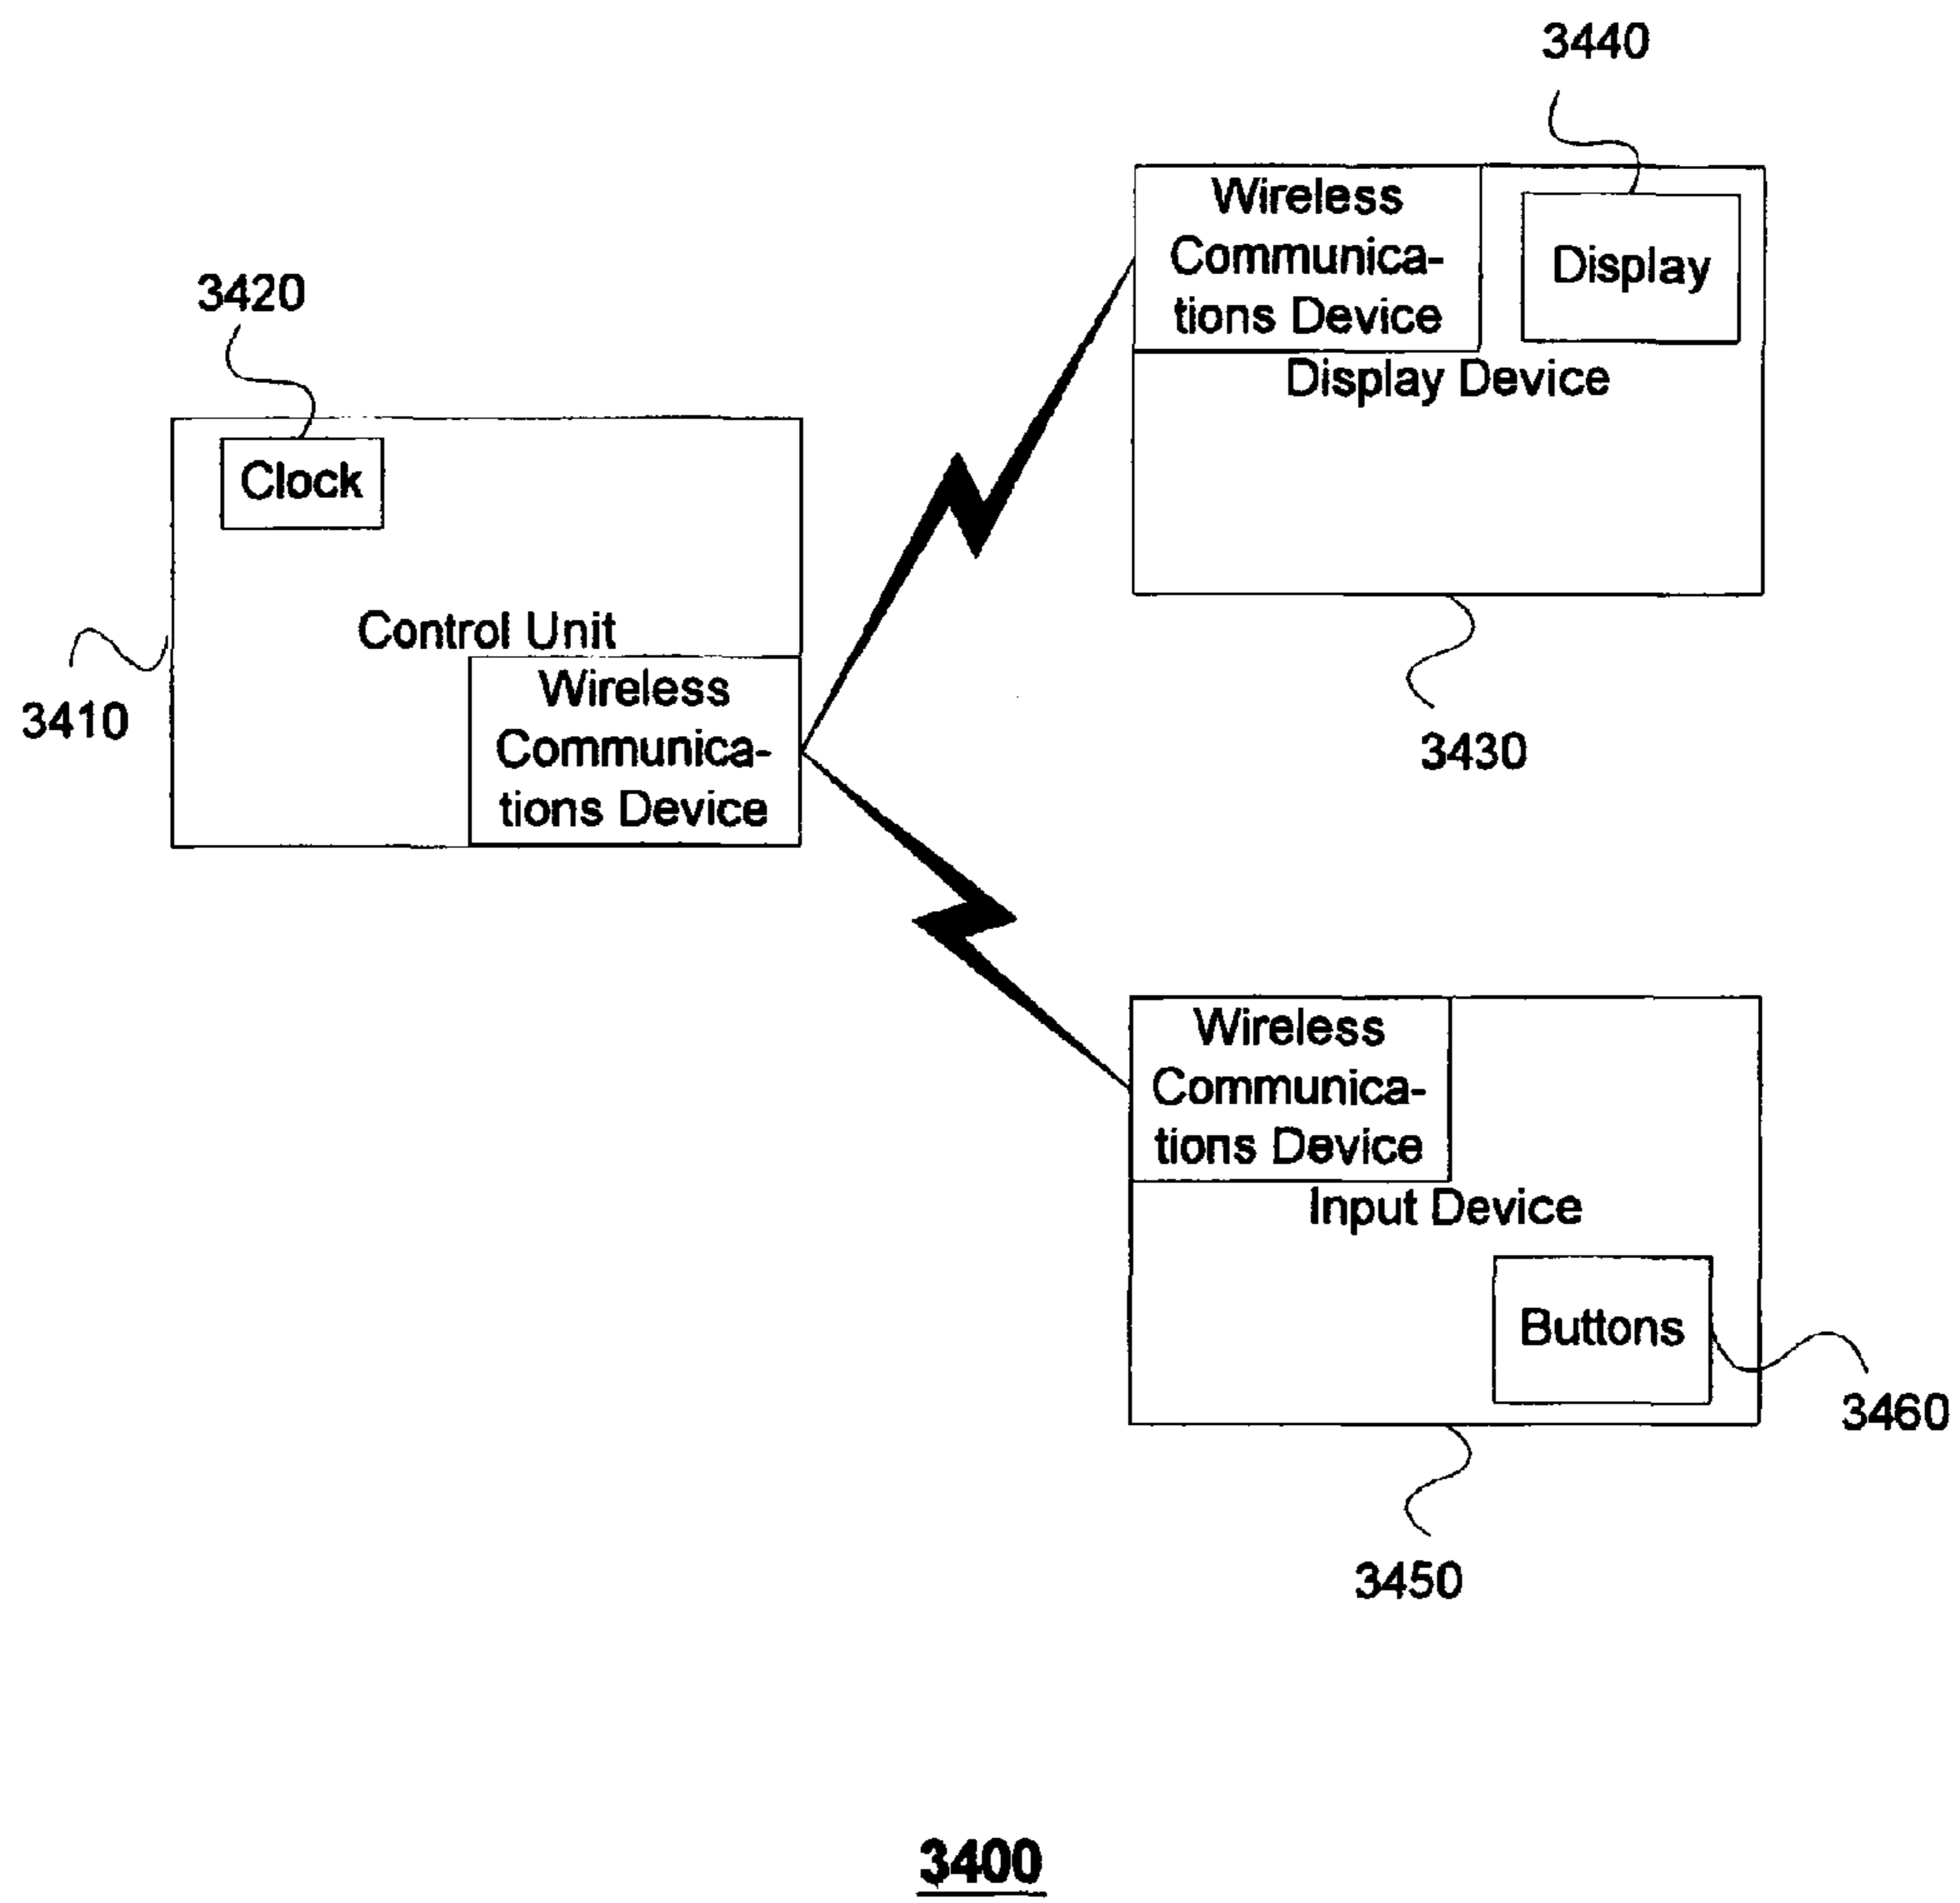 3440
Wireless
Communica-
tions Device
Display
Display Device
3430
3420
Clock
Control Unit
Wireless
Communica-
tions Device
3410
Wireless
Communica-
tions Device
Input Device
Buttons
3460
3450
3400